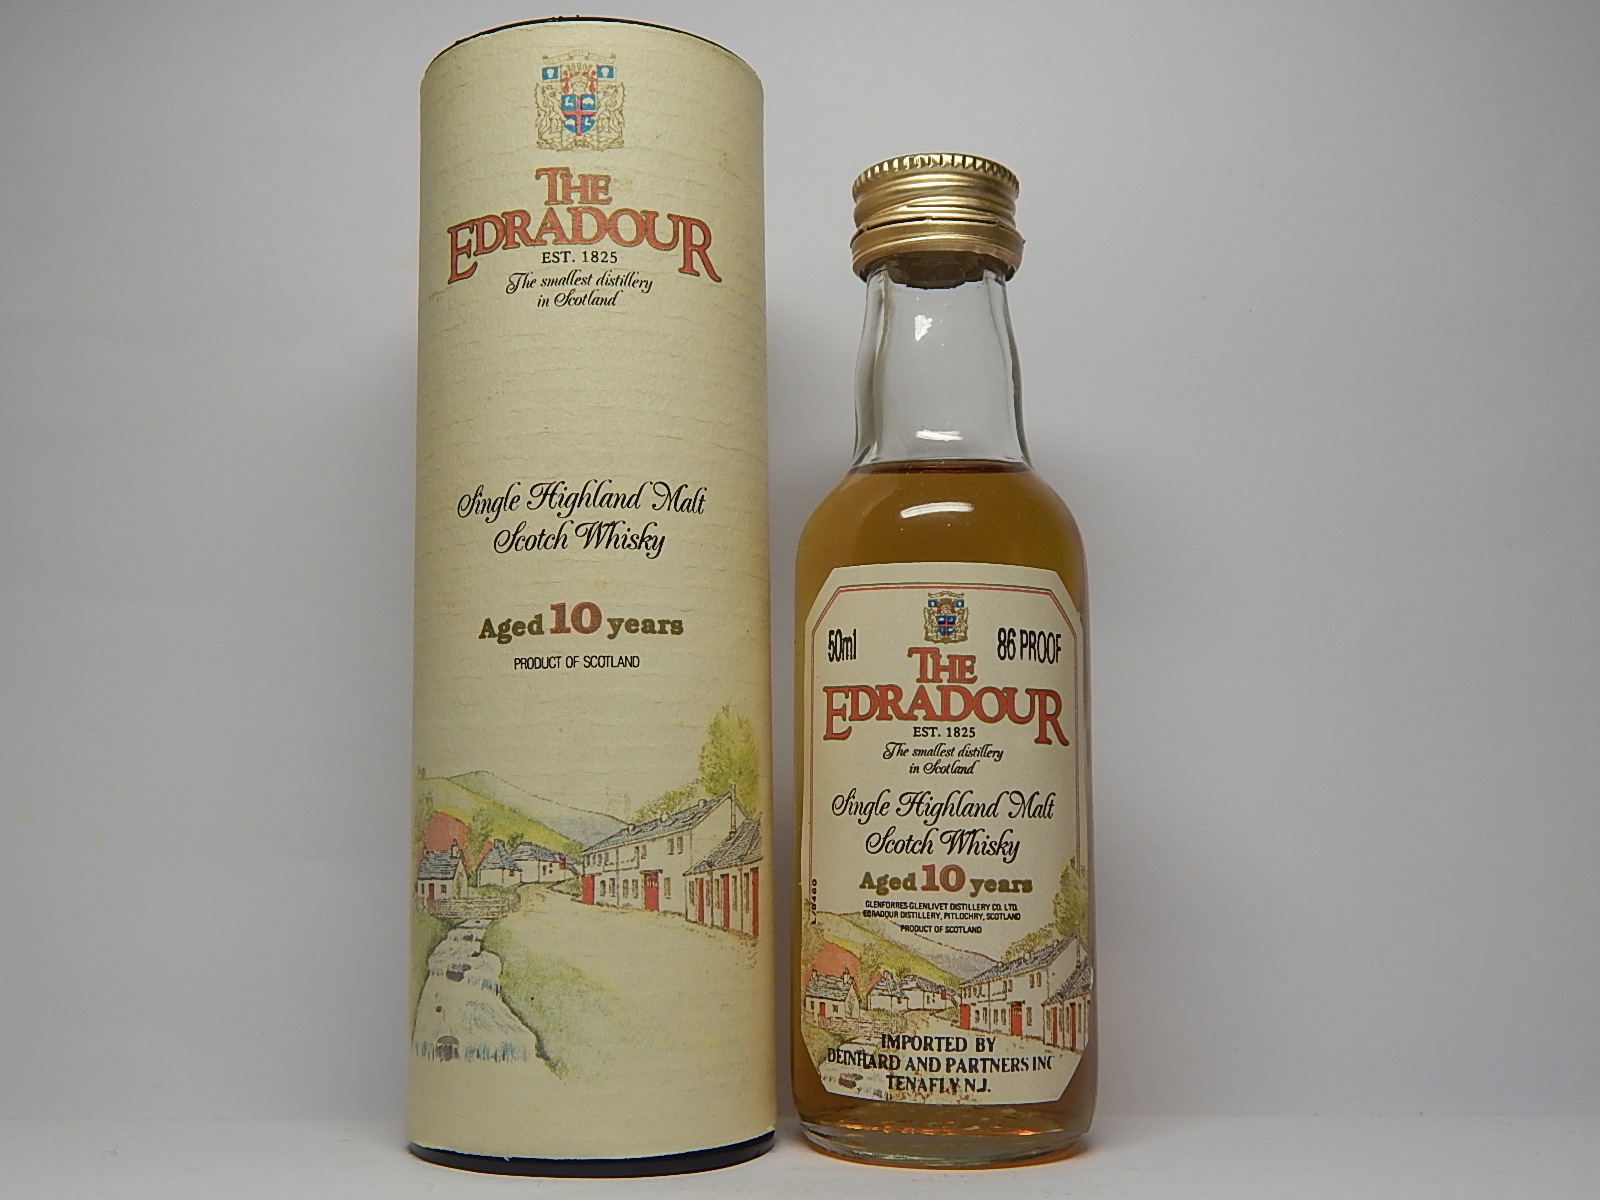 THE
EDRADOUR
EST. 1825
The smallest distillery
in Scotland
Single Highland Malt
Scotch Whisky
Aged 10 years
PRODUCT OF SCOTLAND
50ml
86 PROOF
THE
EDRADOUR
EST. 1825
The smallest distillery
in Scotland
Single Highland Malt
Scotch Whisky
Aged 10 years
GLENFORRES-GLENLIVET DISTILLERY CO. LTD.
EDRADOUR DISTILLERY, PITLOCHRY, SCOTLAND
PRODUCT OF SCOTLAND
IMPORTED BY
DEINHARD AND PARTNERS INC
TENAFLY N.J.